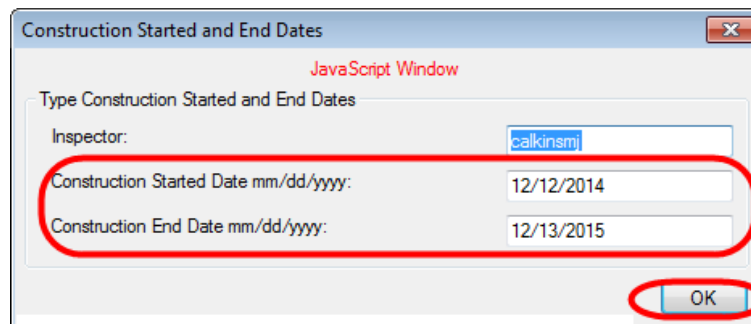 Construction Started and End Dates
JavaScript Window
Type Construction Started and End Dates
Inspector: calkinsmj
Construction Started Date mm/dd/yyyy: 12/12/2014
Construction End Date mm/dd/yyyy: 12/13/2015
OK